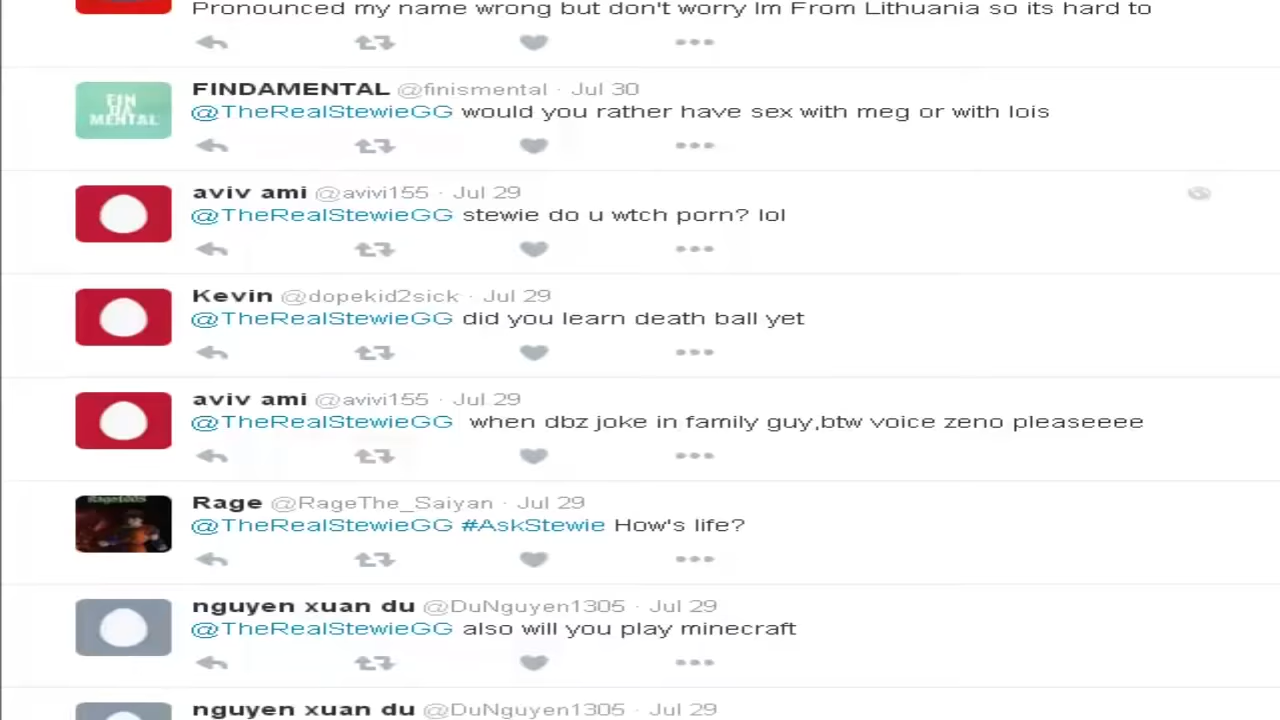 Pronounced my name wrong but don't worry Im From Lithuania so its hard to
FINDAMENTAL @finismental · Jul 30
FIN
DA
MENTAL
@TheRealStewieGG would you rather have sex with meg or with lois
aviv ami @avivi155 · Jul 29
@TheRealStewieGG stewie do u wtch porn? lol
Kevin @dopekid2sick · Jul 29
@TheRealStewieGG did you learn death ball yet
aviv ami @avivi155 · Jul 29
@TheRealStewieGG when dbz joke in family guy,btw voice zeno pleaseeee
Rage @RageThe_Saiyan · Jul 29
@TheRealStewieGG #AskStewie How's life?
nguyen xuan du @DuNguyen1305 · Jul 29
@TheRealStewieGG also will you play minecraft
nguyen xuan du @DuNguyen1305 · Jul 29